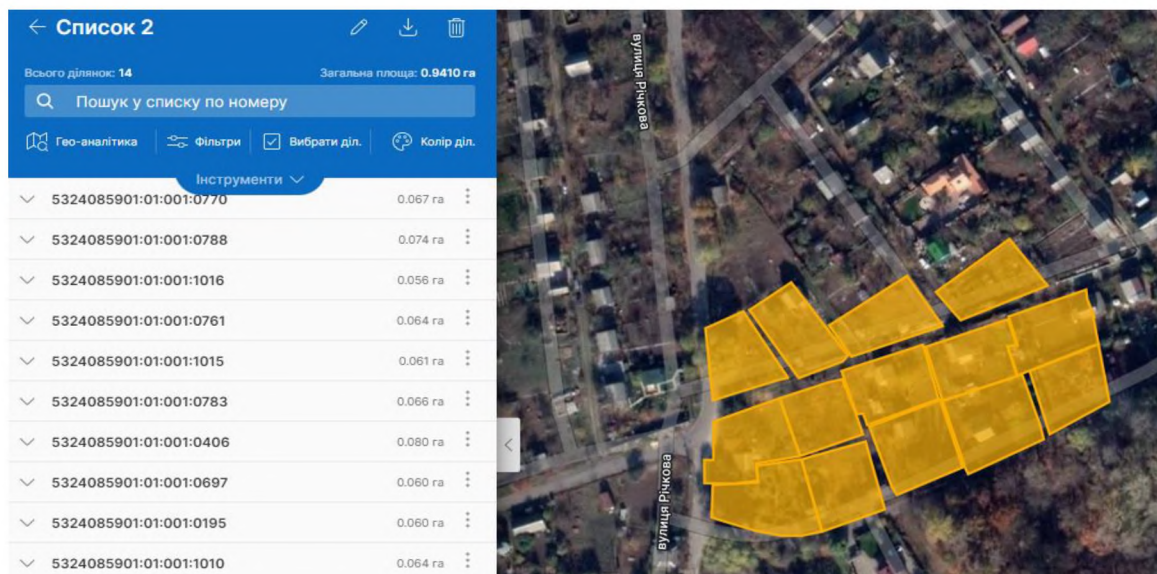 Список 2
Всього ділянок: 14
Загальна площа: 0.9410 га
Пошук у списку по номеру
Гео-аналітика
Фільтри
Вибрати діл.
Колір діл.
Інструменти
5324085901:01:001:0770 0.067 га
5324085901:01:001:0788 0.074 га
5324085901:01:001:1016 0.056 га
5324085901:01:001:0761 0.064 га
5324085901:01:001:1015 0.061 га
5324085901:01:001:0783 0.066 га
5324085901:01:001:0406 0.080 га
5324085901:01:001:0697 0.060 га
5324085901:01:001:0195 0.060 га
5324085901:01:001:1010 0.064 га
вулиця Річкова
вулиця Річкова